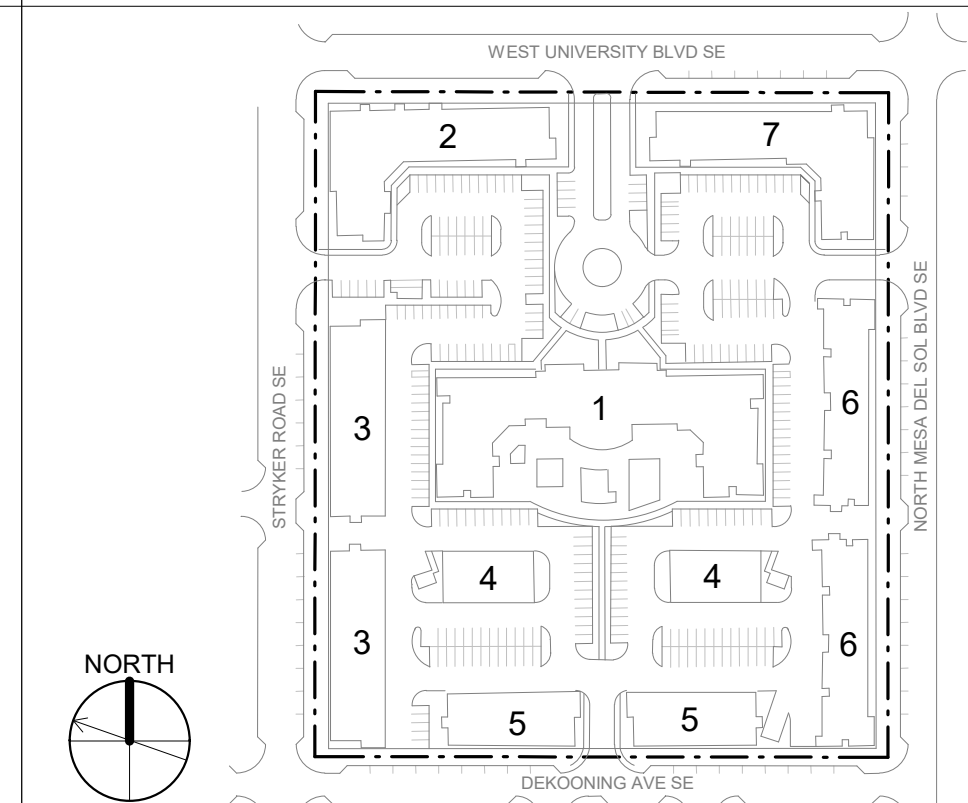 WEST UNIVERSITY BLVD SE
2
7
STRYKER ROAD SE
NORTH MESA DEL SOL BLVD SE
1
3
6
4
4
3
6
5
5
NORTH
DEKOONING AVE SE